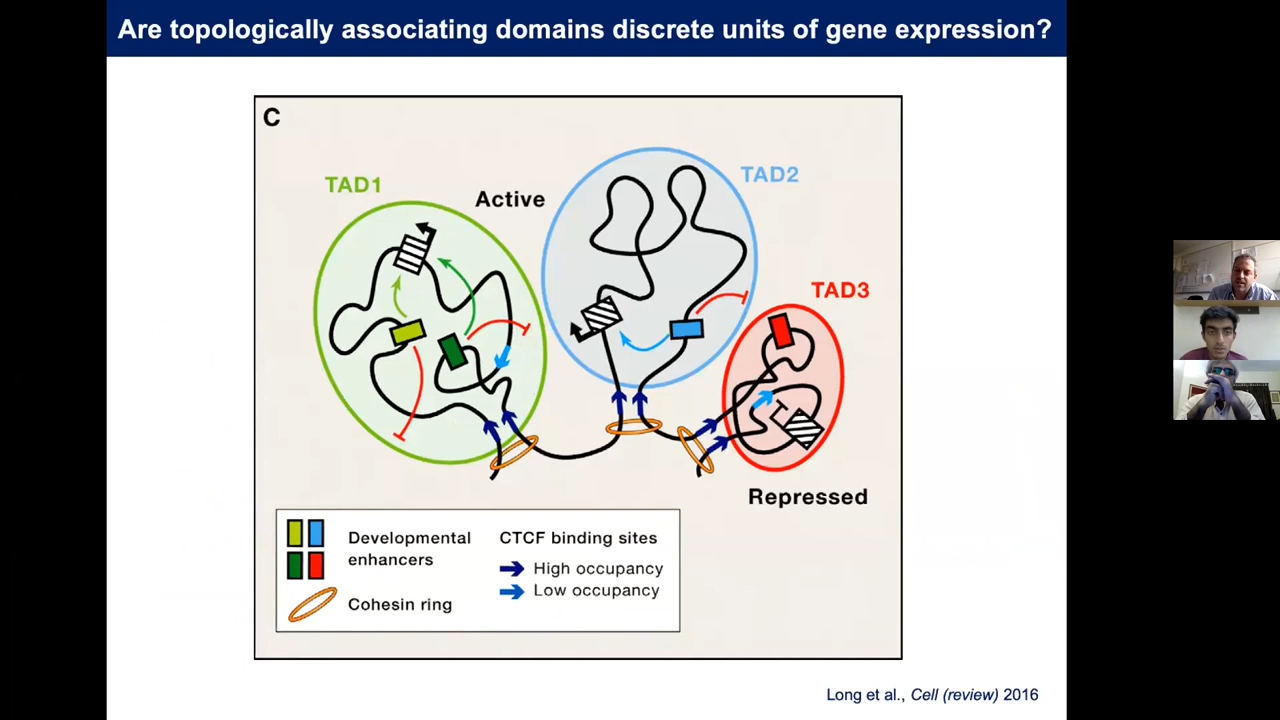 Are topologically associating domains discrete units of gene expression?
C
TAD1
Active
TAD2
TAD3
Repressed
Developmental
enhancers
Cohesin ring
CTCF binding sites
High occupancy
Low occupancy
Long et al., Cell (review) 2016